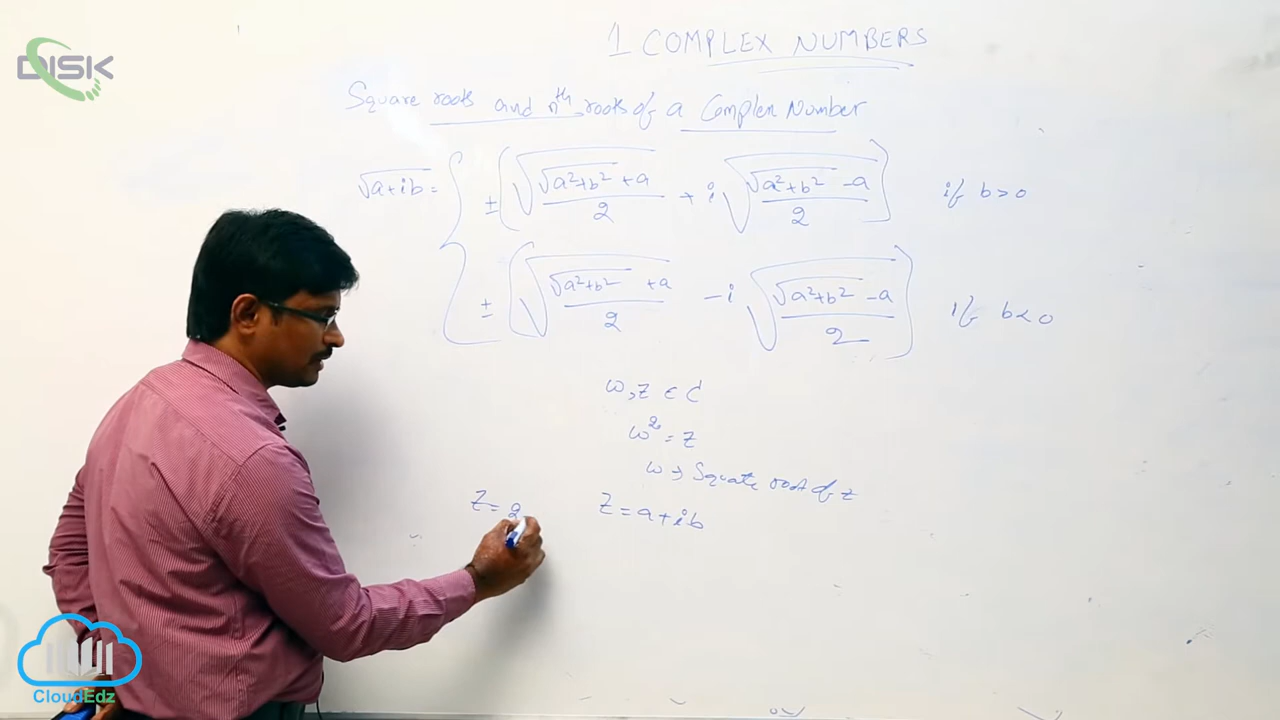 DISK
1 COMPLEX NUMBERS
Square roots and nth roots of a Complex Number
√a+ib = { ± (√((√a²+b² + a)/2) + i √((√a²+b² - a)/2)) if b > 0
± (√((√a²+b² + a)/2) - i √((√a²+b² - a)/2)) if b < 0
ω, z ∈ C
ω² = z
ω → Square root of z
z = 2
z = a + ib
CloudEdz